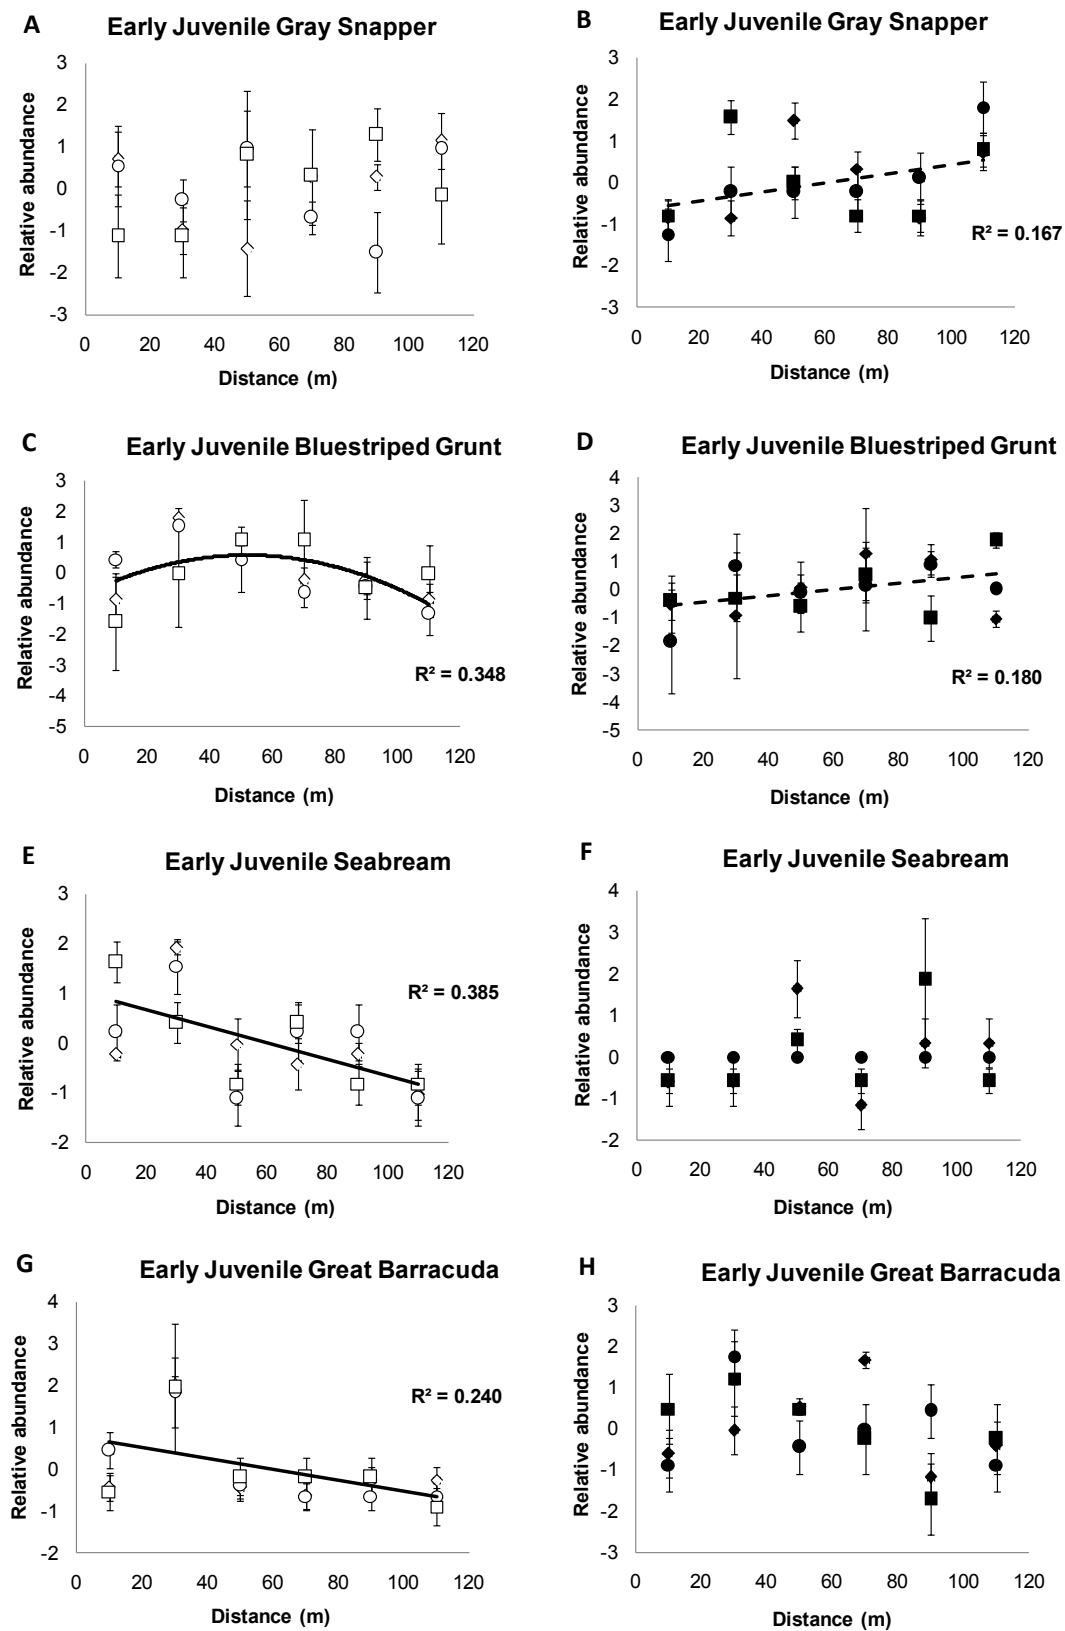 A
Early Juvenile Gray Snapper
Relative abundance
3
2
1
0
-1
-2
-3
0 20 40 60 80 100 120
Distance (m)
B
Early Juvenile Gray Snapper
Relative abundance
3
2
1
0
-1
-2
-3
R² = 0.167
0 20 40 60 80 100 120
Distance (m)
C
Early Juvenile Bluestriped Grunt
Relative abundance
3
2
1
0
-1
-2
-3
-4
-5
R² = 0.348
0 20 40 60 80 100 120
Distance (m)
D
Early Juvenile Bluestriped Grunt
Relative abundance
4
3
2
1
0
-1
-2
-3
-4
-5
R² = 0.180
0 20 40 60 80 100 120
Distance (m)
E
Early Juvenile Seabream
Relative abundance
3
2
1
0
-1
-2
R² = 0.385
0 20 40 60 80 100 120
Distance (m)
F
Early Juvenile Seabream
Relative abundance
4
3
2
1
0
-1
-2
0 20 40 60 80 100 120
Distance (m)
G
Early Juvenile Great Barracuda
Relative abundance
4
3
2
1
0
-1
-2
R² = 0.240
0 20 40 60 80 100 120
Distance (m)
H
Early Juvenile Great Barracuda
Relative abundance
3
2
1
0
-1
-2
-3
0 20 40 60 80 100 120
Distance (m)